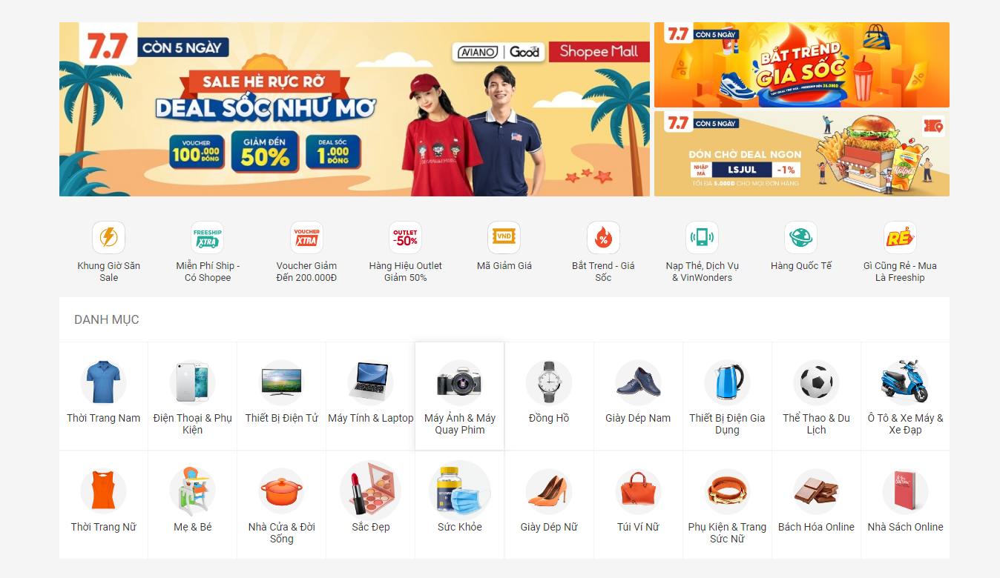 7.7
CÒN 5 NGÀY
AVIANO | Good
Shopee Mall
SALE HÈ RỰC RỠ
DEAL SỐC NHƯ MƠ
VOUCHER
100.000
ĐỒNG
GIẢM ĐẾN
50%
DEAL SỐC
1.000
ĐỒNG
7.7
CÒN 5 NGÀY
BẮT TREND
GIÁ SỐC
7.7
CÒN 5 NGÀY
ĐÓN CHỜ DEAL NGON
NHẬP
MÃ
LSJUL
-1%
TỐI ĐA 5.000Đ CHO MỌI ĐƠN HÀNG
Hotpot
FREESHIP
XTRA
VOUCHER
XTRA
OUTLET
-50%
VND
%
RẺ
Khung Giờ Săn
Sale
Miễn Phí Ship -
Có Shopee
Voucher Giảm
Đến 200.000Đ
Hàng Hiệu Outlet
Giảm 50%
Mã Giảm Giá
Bắt Trend - Giá
Sốc
Nạp Thẻ, Dịch Vụ
& VinWonders
Hàng Quốc Tế
Gì Cũng Rẻ - Mua
Là Freeship
DANH MỤC
Thời Trang Nam
Điện Thoại & Phụ
Kiện
Thiết Bị Điện Tử
Máy Tính & Laptop
Máy Ảnh & Máy
Quay Phim
Đồng Hồ
Giày Dép Nam
Thiết Bị Điện Gia
Dụng
Thể Thao & Du
Lịch
Ô Tô & Xe Máy &
Xe Đạp
Thời Trang Nữ
Mẹ & Bé
Nhà Cửa & Đời
Sống
Sắc Đẹp
Sức Khỏe
Giày Dép Nữ
Túi Ví Nữ
Phụ Kiện & Trang
Sức Nữ
Bách Hóa Online
Nhà Sách Online